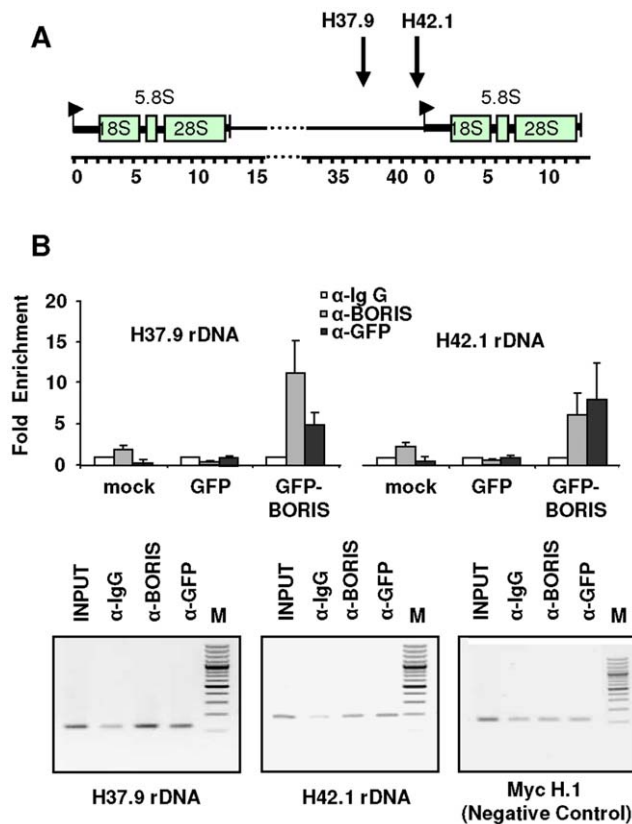 A
H37.9 H42.1
5.8S 5.8S
18S 28S 18S 28S
0 5 10 15 35 40 0 5 10
B
α-Ig G
α-BORIS
α-GFP
H37.9 rDNA H42.1 rDNA
Fold Enrichment
20
15
10
5
0
mock GFP GFP-BORIS mock GFP GFP-BORIS
INPUT α-IgG α-BORIS α-GFP M
INPUT α-IgG α-BORIS α-GFP M
INPUT α-IgG α-BORIS α-GFP M
H37.9 rDNA
H42.1 rDNA
Myc H.1
(Negative Control)